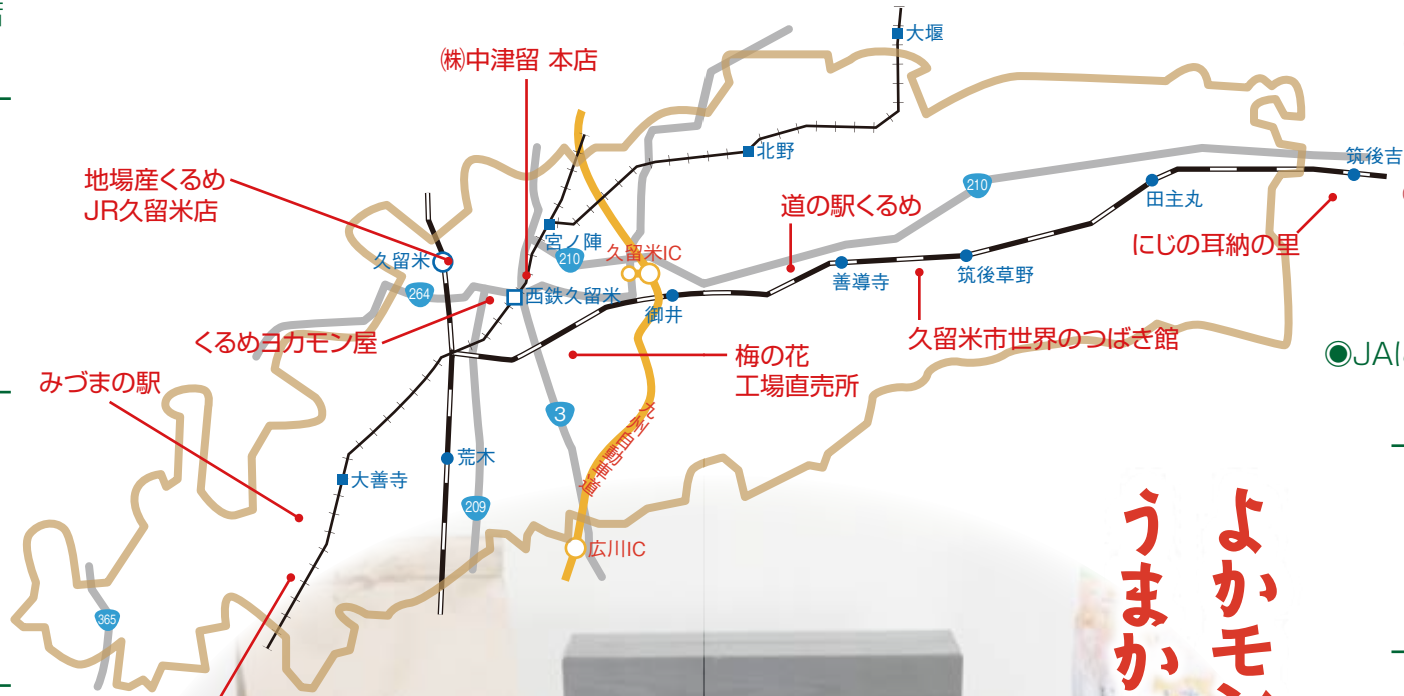 大堰
㈱中津留 本店
北野
筑後吉
地場産くるめ
JR久留米店
210
田主丸
道の駅くるめ
宮ノ陣
にじの耳納の里
久留米
210
久留米IC
善導寺
筑後草野
264
西鉄久留米
御井
くるめヨカモン屋
久留米市世界のつばき館
梅の花
工場直売所
JA
みづまの駅
3
九州自動車道
荒木
大善寺
209
広川IC
365
よかモン
うまか